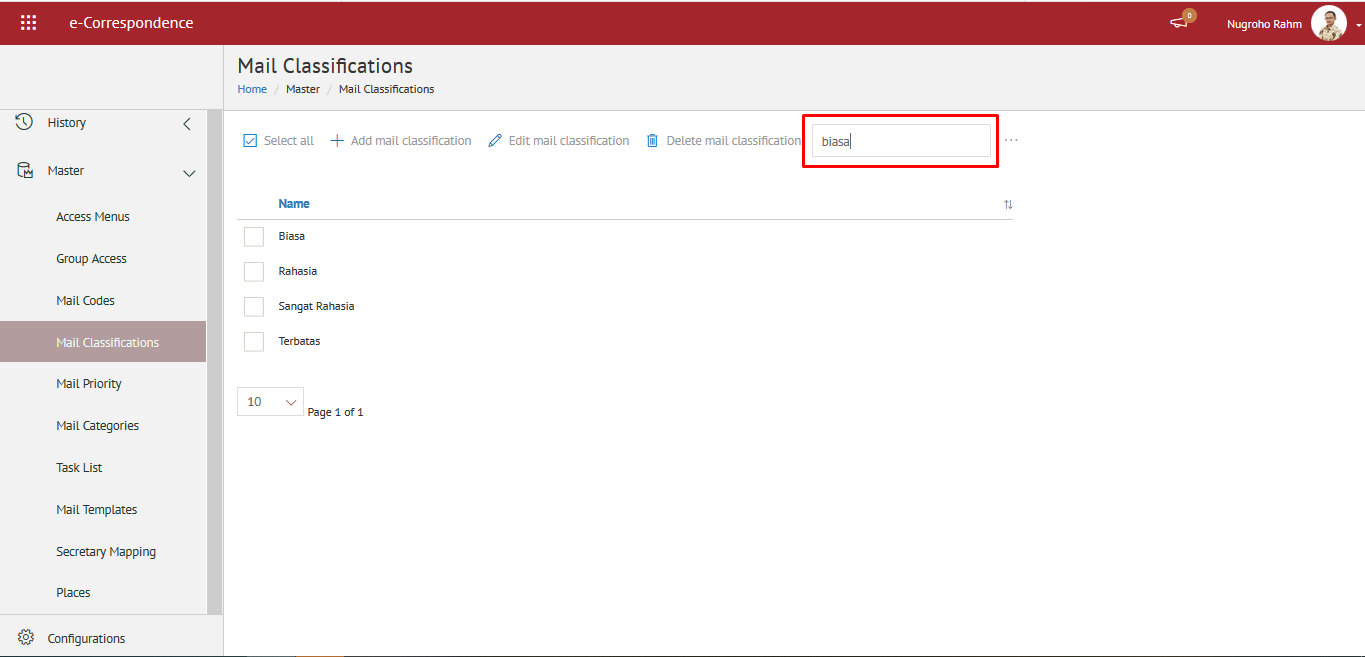 e-Correspondence
0
Nugroho Rahm
Mail Classifications
Home / Master / Mail Classifications
History
Master
Access Menus
Group Access
Mail Codes
Mail Classifications
Mail Priority
Mail Categories
Task List
Mail Templates
Secretary Mapping
Places
Configurations
Select all Add mail classification Edit mail classification Delete mail classification biasa ...
Name
Biasa
Rahasia
Sangat Rahasia
Terbatas
10 Page 1 of 1